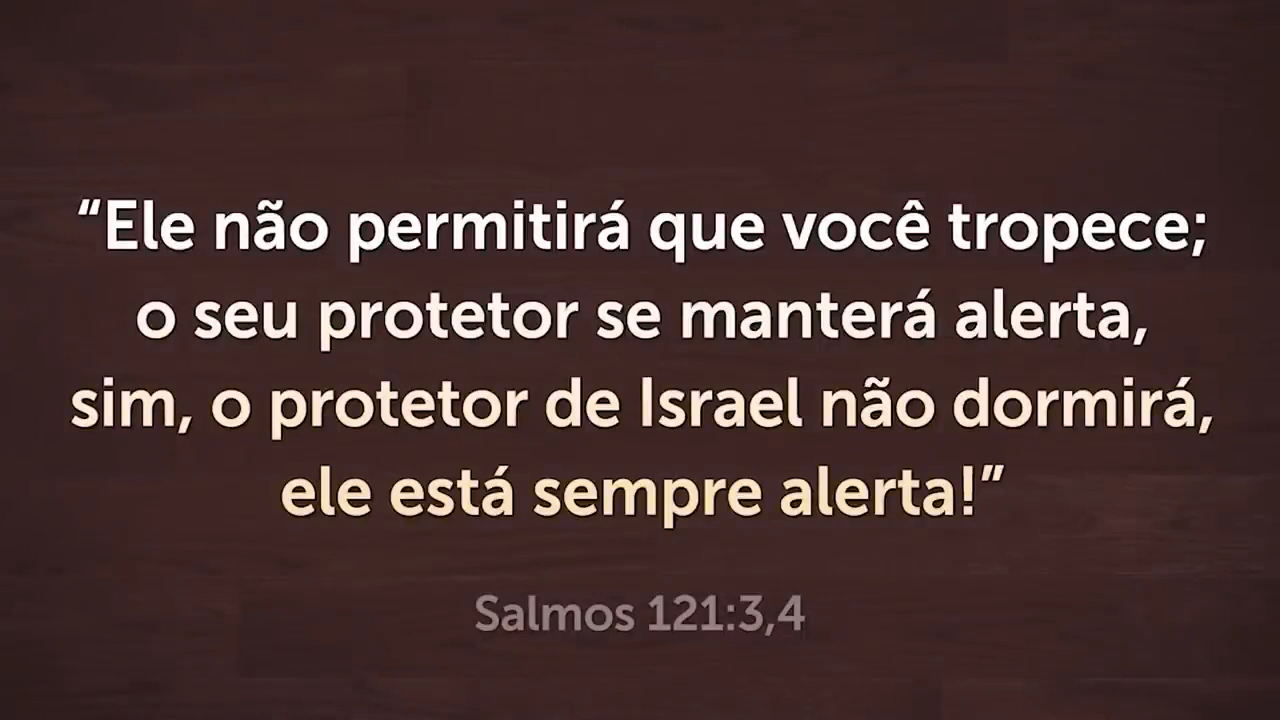 “Ele não permitirá que você tropece;
o seu protetor se manterá alerta,
sim, o protetor de Israel não dormirá,
ele está sempre alerta!”
Salmos 121:3,4